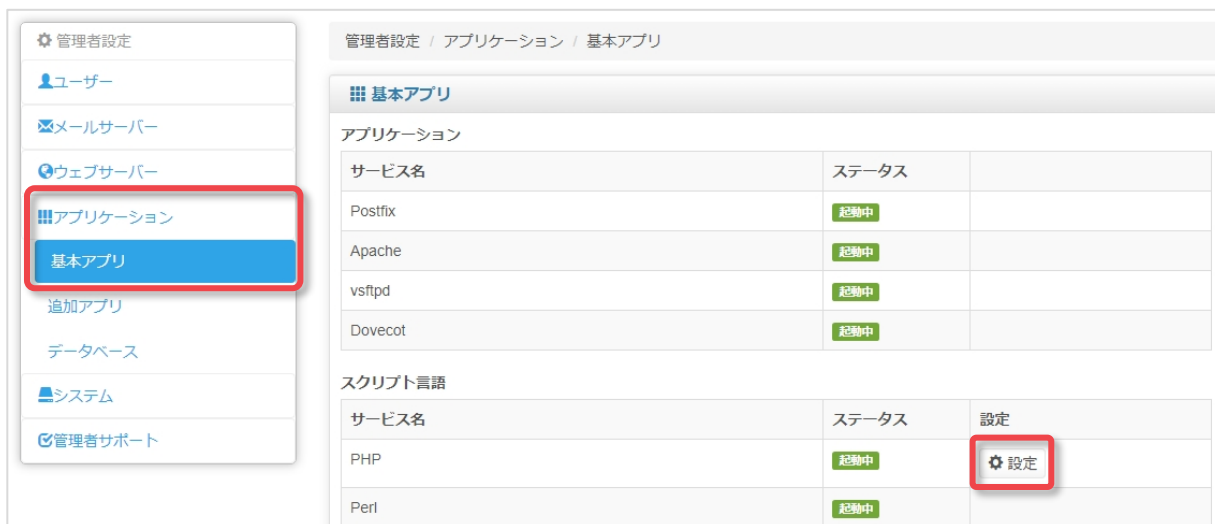 管理者設定
ユーザー
メールサーバー
ウェブサーバー
アプリケーション
基本アプリ
追加アプリ
データベース
システム
管理者サポート
管理者設定 / アプリケーション / 基本アプリ
基本アプリ
アプリケーション
サービス名 ステータス
Postfix 起動中
Apache 起動中
vsftpd 起動中
Dovecot 起動中
スクリプト言語
サービス名 ステータス 設定
PHP 起動中 設定
Perl 起動中